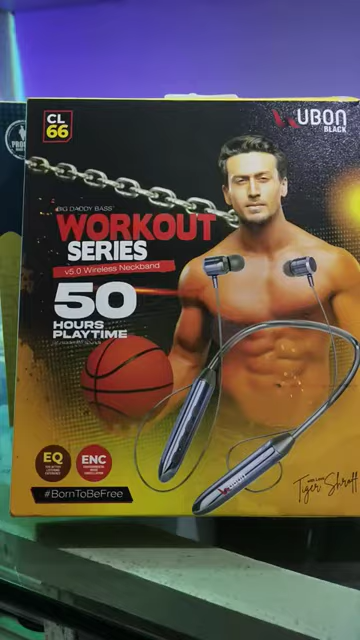 CL
66
UBON
BLACK
BIG DADDY BASS
WORKOUT
SERIES
v5.0 Wireless Neckband
50
HOURS
PLAYTIME
EQ
ENC
UBON
#BornToBeFree
Tiger Shroff